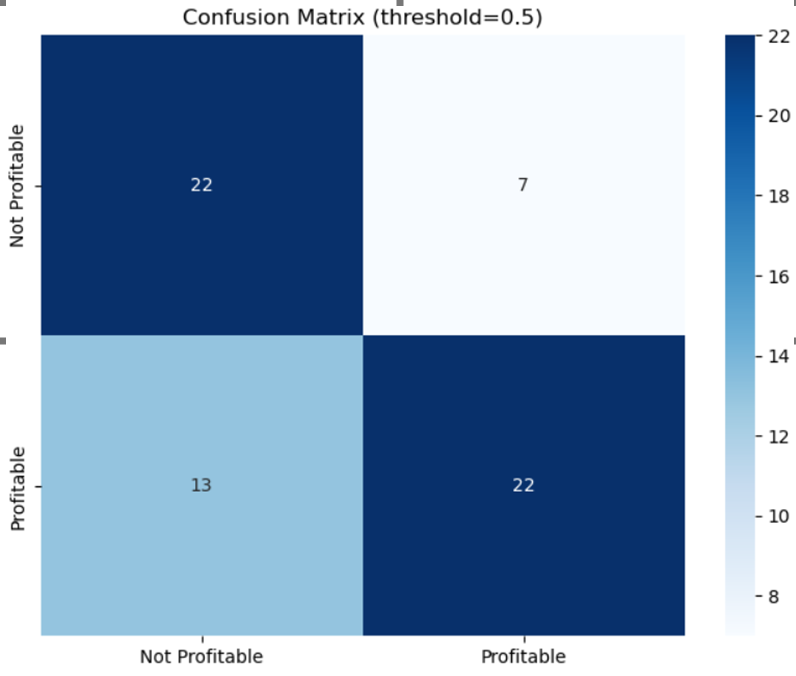 Confusion Matrix (threshold=0.5)
Not Profitable
22
7
Profitable
13
22
Not Profitable
Profitable
22
20
18
16
14
12
10
8